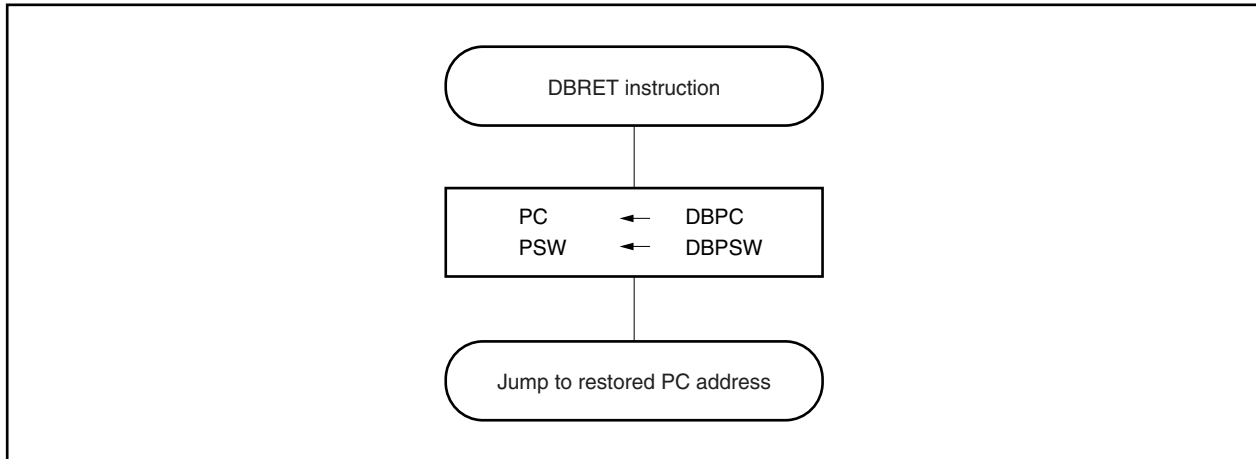 DBRET instruction
PC ← DBPC
PSW ← DBPSW
Jump to restored PC address